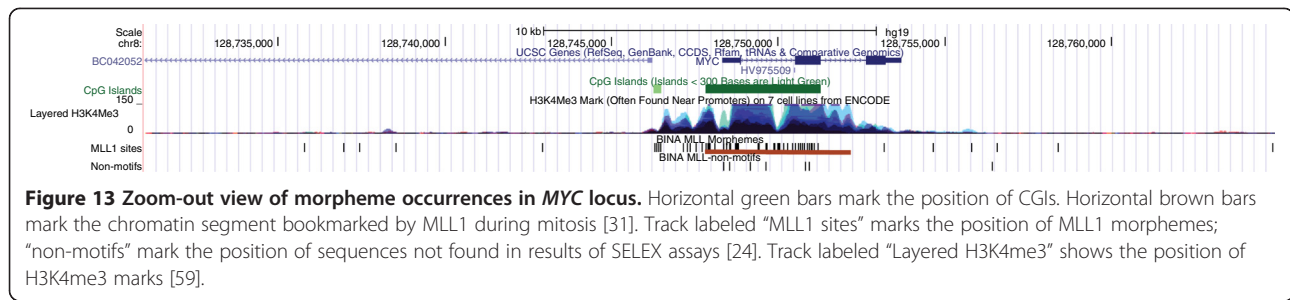 Scale 10 kb hg19
chr8: 128,735,000 128,740,000 128,745,000 128,750,000 128,755,000 128,760,000
UCSC Genes (RefSeq, GenBank, CCDS, Rfam, tRNAs & Comparative Genomics)
BC042052 MYC
HV975509
CpG Islands (Islands < 300 Bases are Light Green)
CpG Islands
150
H3K4Me3 Mark (Often Found Near Promoters) on 7 cell lines from ENCODE
Layered H3K4Me3
0
BINA MLL Morphemes
MLL1 sites
BINA MLL-non-motifs
Non-motifs
Figure 13 Zoom-out view of morpheme occurrences in MYC locus. Horizontal green bars mark the position of CGIs. Horizontal brown bars
mark the chromatin segment bookmarked by MLL1 during mitosis [31]. Track labeled “MLL1 sites” marks the position of MLL1 morphemes;
“non-motifs” mark the position of sequences not found in results of SELEX assays [24]. Track labeled “Layered H3K4me3” shows the position of
H3K4me3 marks [59].